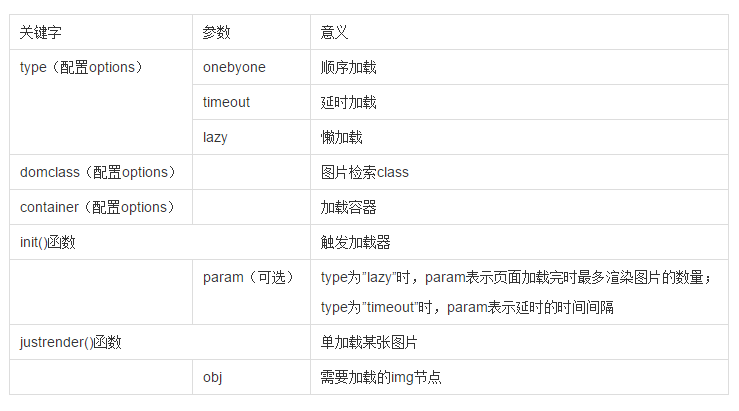 关键字 参数 意义
type（配置options） onebyone 顺序加载
timeout 延时加载
lazy 懒加载
domclass（配置options） 图片检索class
container（配置options） 加载容器
init()函数 触发加载器
param（可选） type为”lazy”时，param表示页面加载完时最多渲染图片的数量；
type为”timeout”时，param表示延时的时间间隔
justrender()函数 单加载某张图片
obj 需要加载的img节点